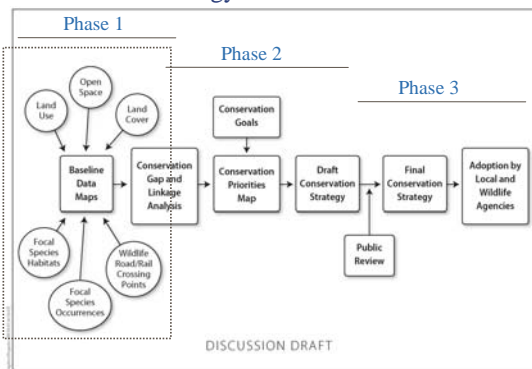 Phase 1
Phase 2
Phase 3
Land
Use
Open
Space
Land
Cover
Baseline
Data
Maps
Focal
Species
Habitats
Focal
Species
Occurrences
Wildlife
Road/Rail
Crossing
Points
Conservation
Gap and
Linkage
Analysis
Conservation
Goals
Conservation
Priorities
Map
Draft
Conservation
Strategy
Public
Review
Final
Conservation
Strategy
Adoption by
Local and
Wildlife
Agencies
DISCUSSION DRAFT